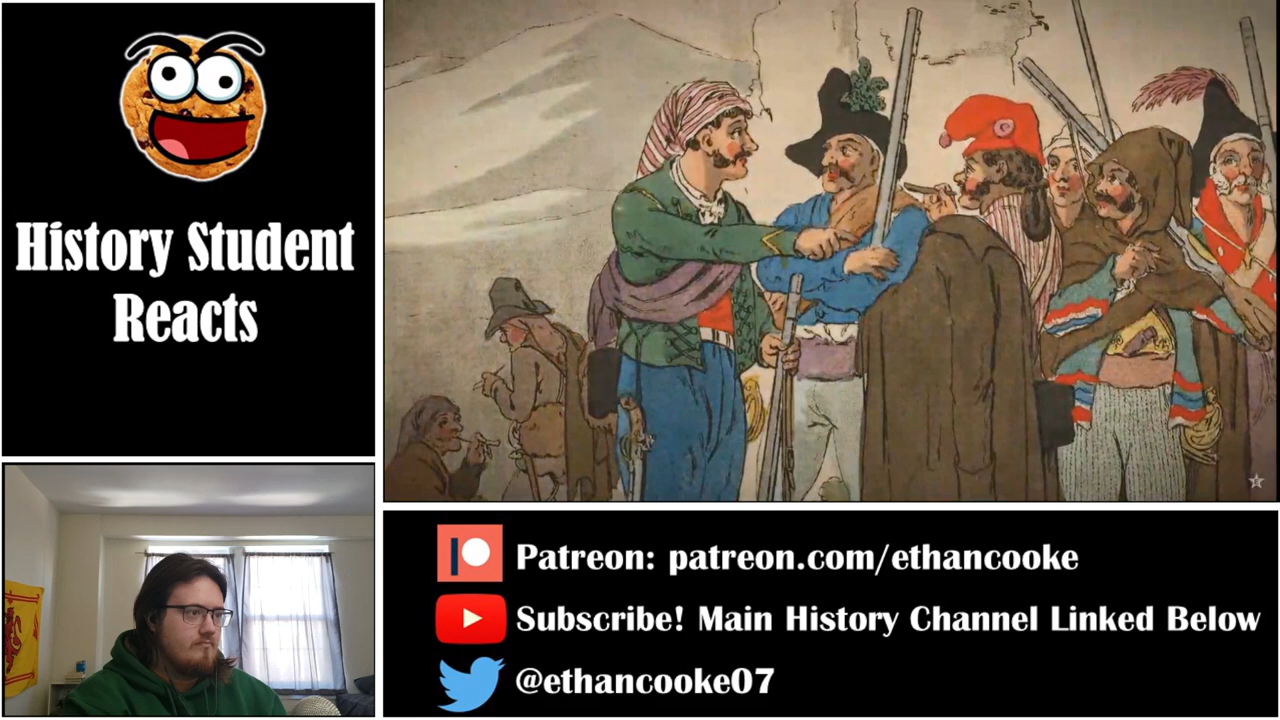 History Student
Reacts
Patreon: patreon.com/ethancooke
Subscribe! Main History Channel Linked Below
@ethancooke07